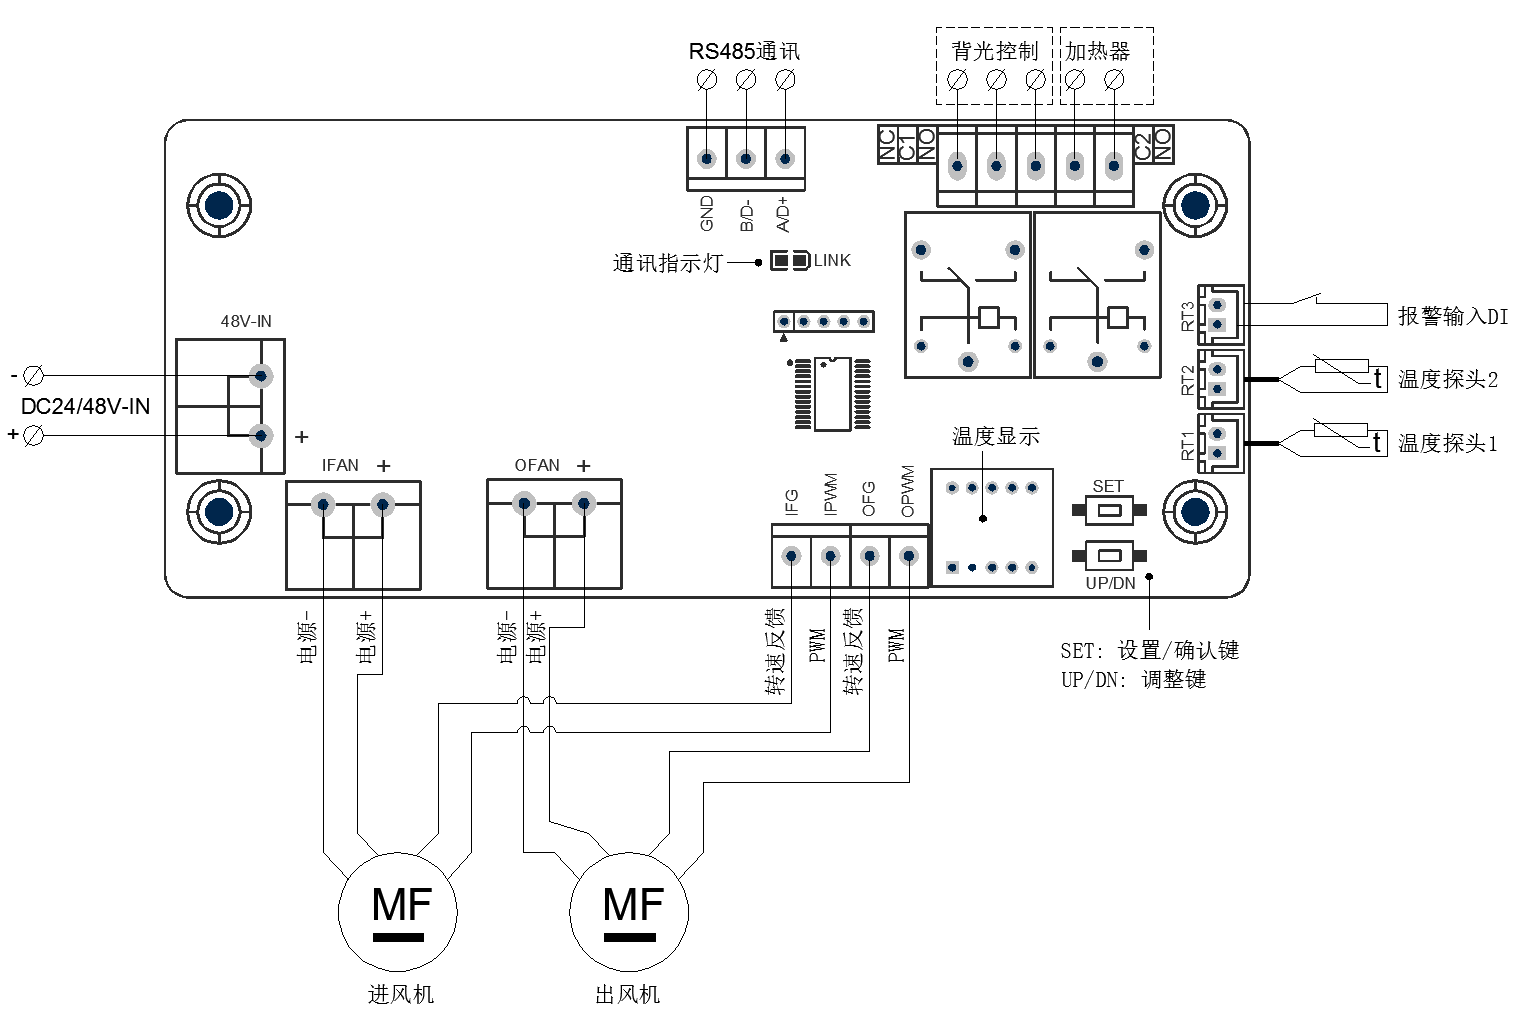 RS485通讯
背光控制
加热器
NC
C1
NO
C2
NO
GND
B/D-
A/D+
通讯指示灯
LINK
RT3
报警输入DI
48V-IN
-
DC24/48V-IN
+
+
RT2
t
温度探头2
RT1
t
温度探头1
温度显示
IFAN +
OFAN +
IFG
IPWM
OFG
OPWM
SET
UP/DN
电源-
电源+
电源-
电源+
转速反馈
PWM
转速反馈
PWM
SET: 设置/确认键
UP/DN: 调整键
MF
MF
进风机
出风机